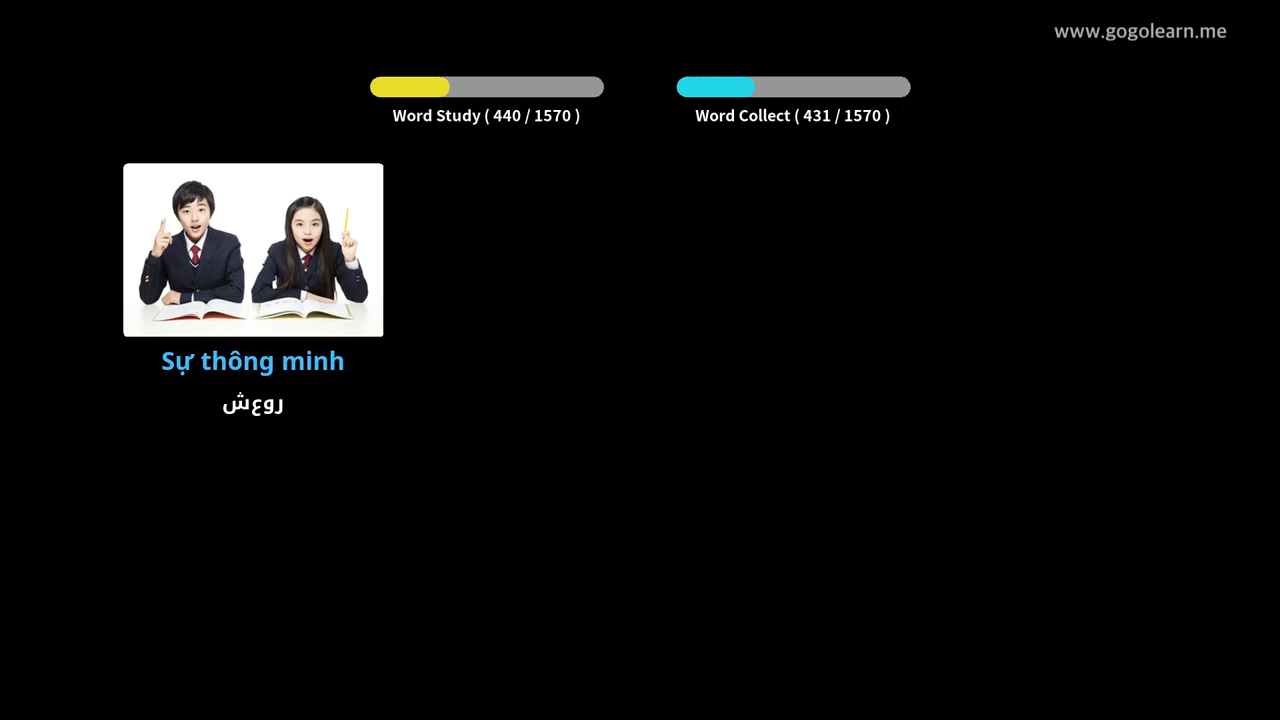 www.gogolearn.me
Word Study ( 440 / 1570 )
Word Collect ( 431 / 1570 )
Sự thông minh
روعش